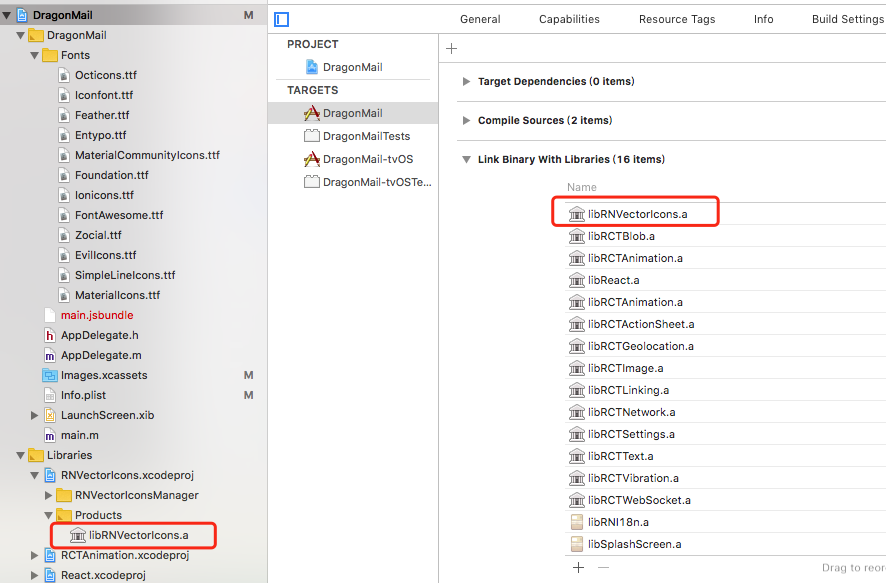 DragonMail M
DragonMail
Fonts
Octicons.ttf
Iconfont.ttf
Feather.ttf
Entypo.ttf
MaterialCommunityIcons.ttf
Foundation.ttf
Ionicons.ttf
FontAwesome.ttf
Zocial.ttf
EvilIcons.ttf
SimpleLineIcons.ttf
MaterialIcons.ttf
main.jsbundle
AppDelegate.h
AppDelegate.m
Images.xcassets M
Info.plist M
LaunchScreen.xib
main.m
Libraries
RNVectorIcons.xcodeproj
RNVectorIconsManager
Products
libRNVectorIcons.a
RCTAnimation.xcodeproj
React.xcodeproj
PROJECT
DragonMail
TARGETS
DragonMail
DragonMailTests
DragonMail-tvOS
DragonMail-tvOSTe...
General Capabilities Resource Tags Info Build Settings
Target Dependencies (0 items)
Compile Sources (2 items)
Link Binary With Libraries (16 items)
Name
libRNVectorIcons.a
libRCTBlob.a
libRCTAnimation.a
libReact.a
libRCTAnimation.a
libRCTActionSheet.a
libRCTGeolocation.a
libRCTImage.a
libRCTLinking.a
libRCTNetwork.a
libRCTSettings.a
libRCTText.a
libRCTVibration.a
libRCTWebSocket.a
libRNI18n.a
libSplashScreen.a
Drag to reor